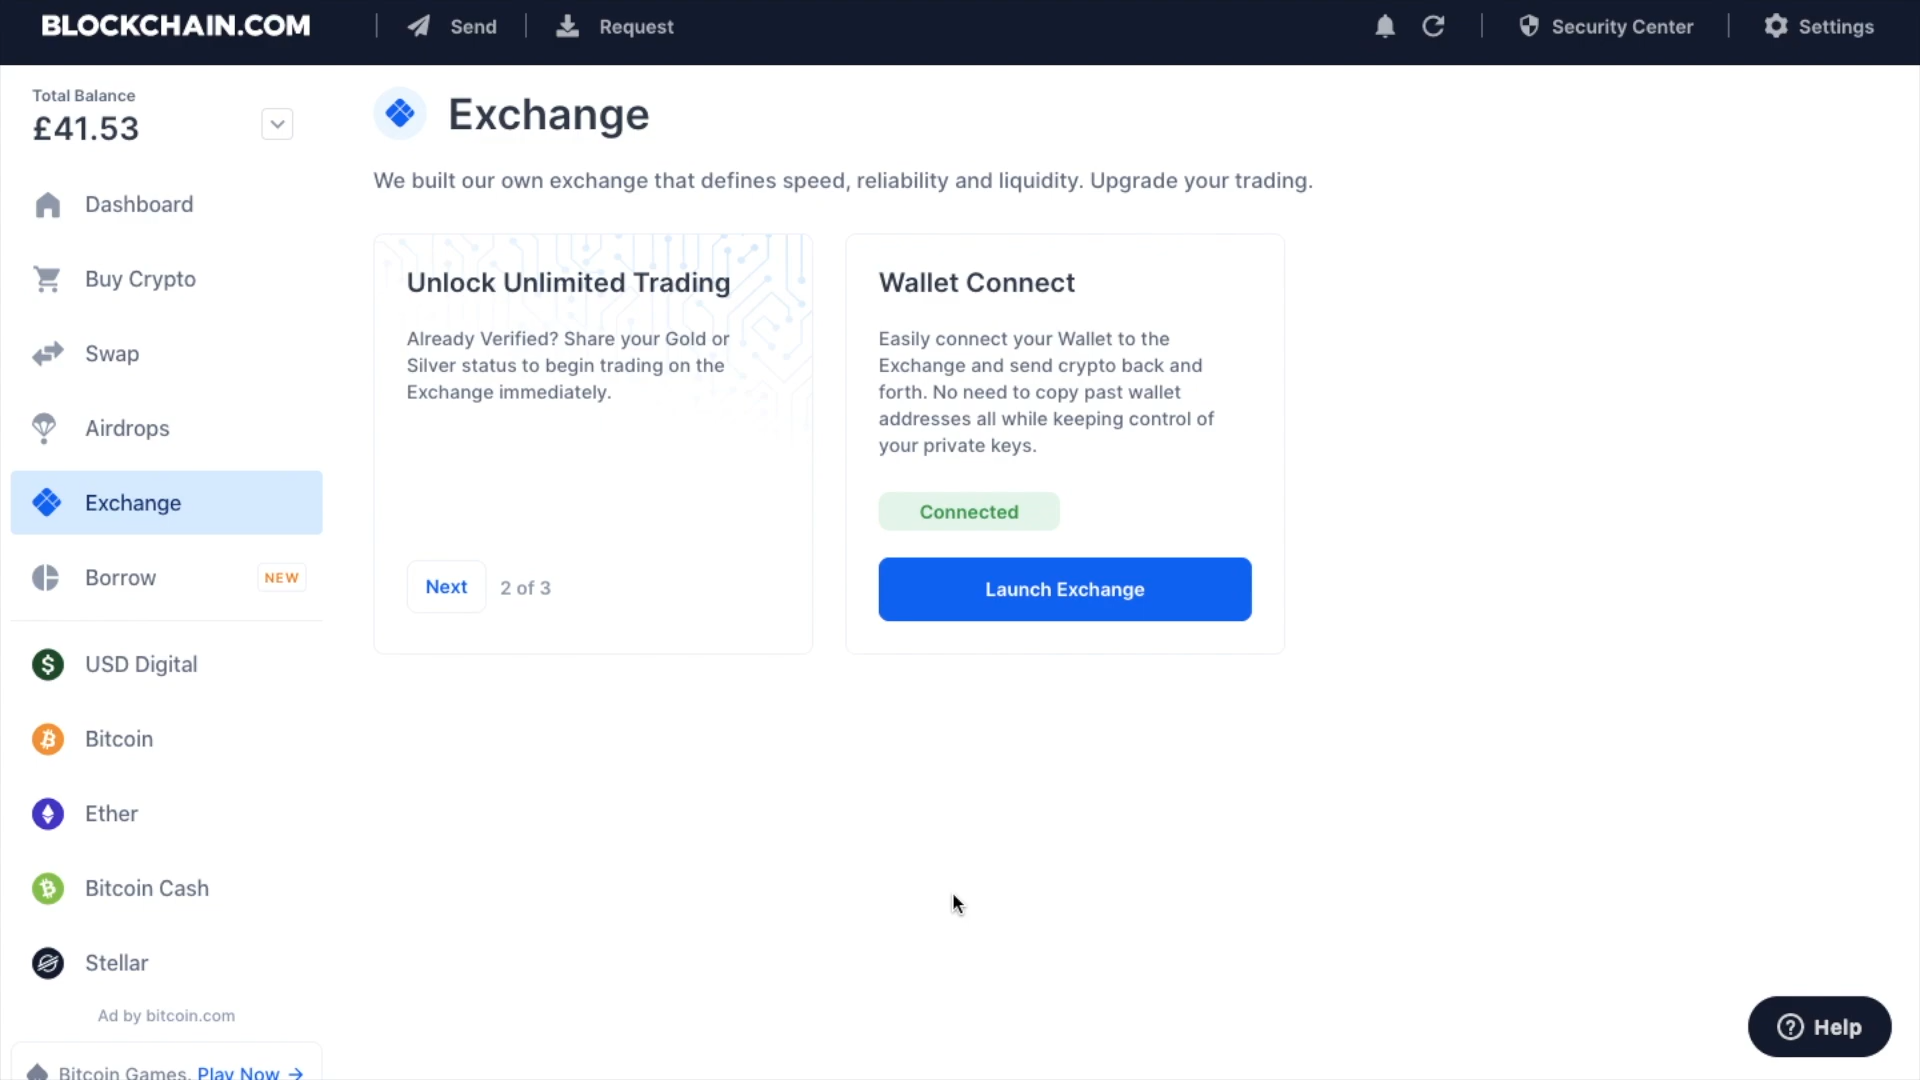 BLOCKCHAIN.COM
Send
Request
Security Center
Settings
Total Balance
£41.53
Dashboard
Buy Crypto
Swap
Airdrops
Exchange
Borrow
NEW
USD Digital
Bitcoin
Ether
Bitcoin Cash
Stellar
Ad by bitcoin.com
Bitcoin Games. Play Now →
Exchange
We built our own exchange that defines speed, reliability and liquidity. Upgrade your trading.
Unlock Unlimited Trading
Already Verified? Share your Gold or
Silver status to begin trading on the
Exchange immediately.
Next
2 of 3
Wallet Connect
Easily connect your Wallet to the
Exchange and send crypto back and
forth. No need to copy past wallet
addresses all while keeping control of
your private keys.
Connected
Launch Exchange
Help